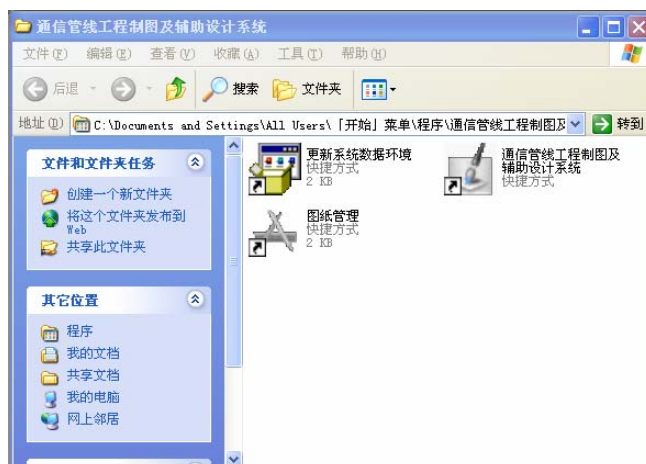 通信管线工程制图及辅助设计系统
文件(F) 编辑(E) 查看(V) 收藏(A) 工具(T) 帮助(H)
后退 搜索 文件夹
地址(D) C:\Documents and Settings\All Users\「开始」菜单\程序\通信管线工程制图及 转到
文件和文件夹任务
创建一个新文件夹
将这个文件夹发布到
Web
共享此文件夹
其它位置
程序
我的文档
共享文档
我的电脑
网上邻居
更新系统数据环境
快捷方式
2 KB
通信管线工程制图及
辅助设计系统
快捷方式
图纸管理
快捷方式
2 KB